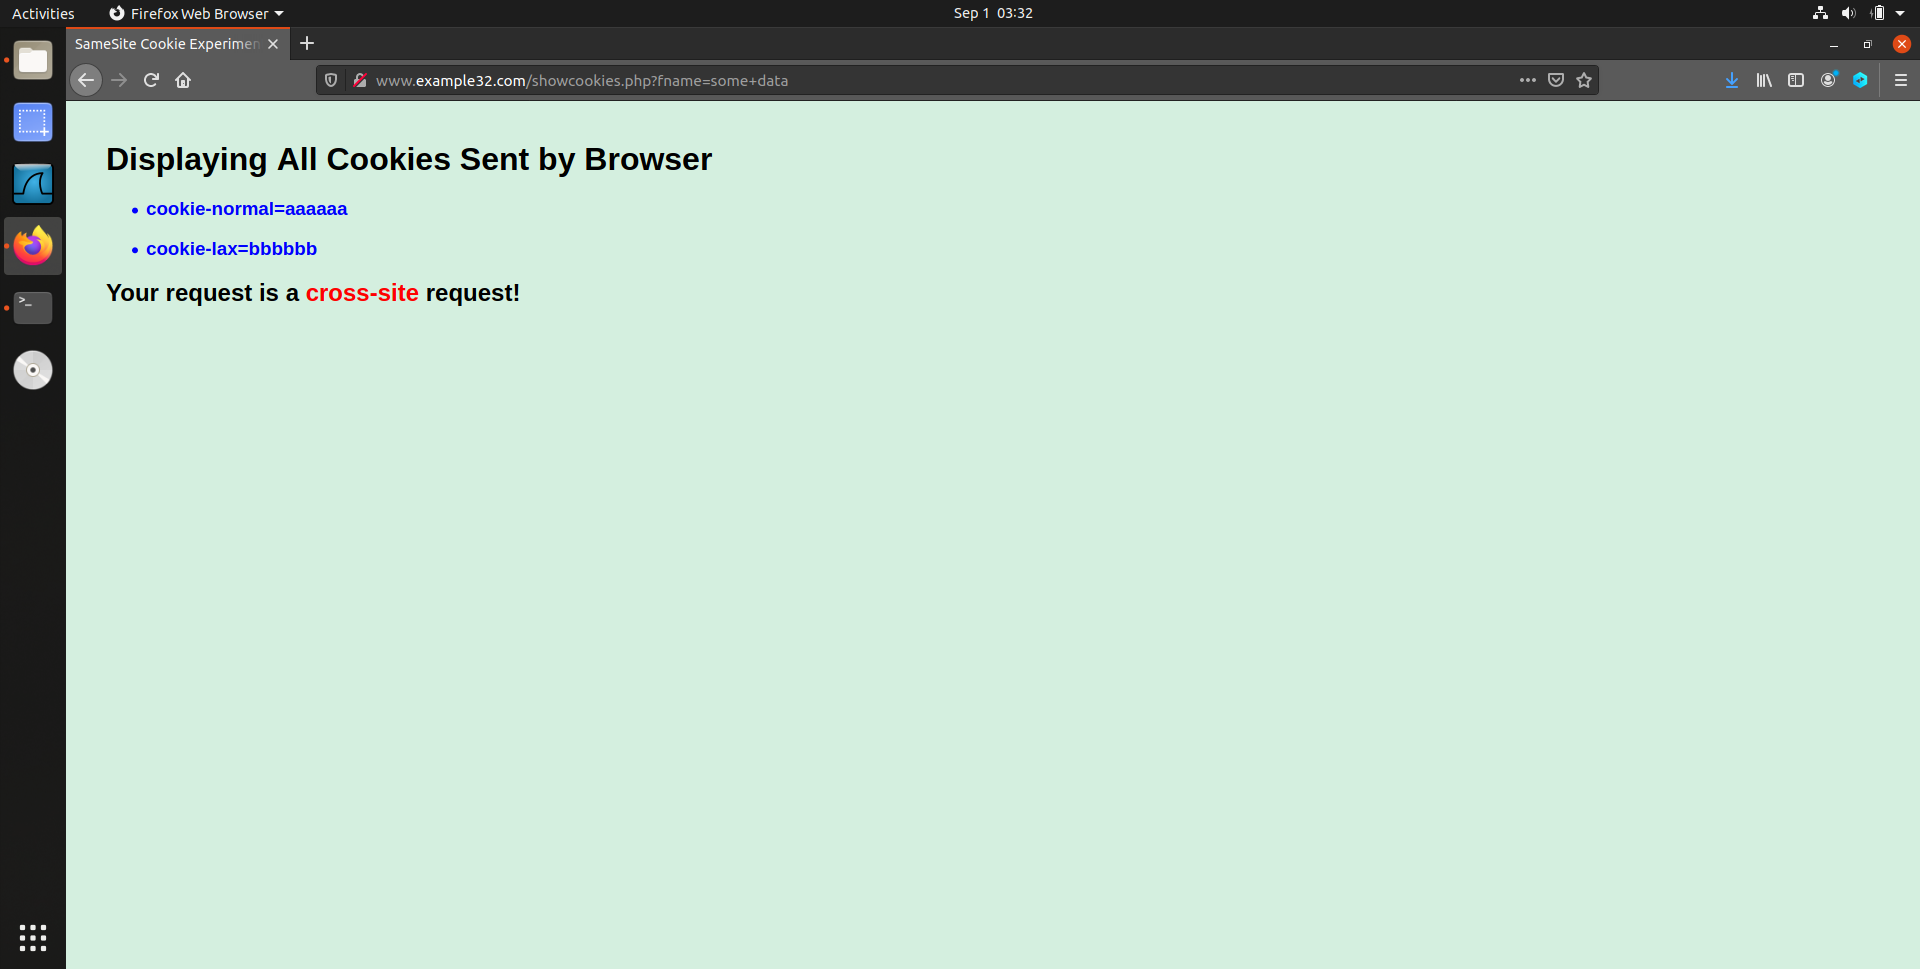 Activities
Firefox Web Browser
Sep 1 03:32
SameSite Cookie Experimen
www.example32.com/showcookies.php?fname=some+data
Displaying All Cookies Sent by Browser
• cookie-normal=aaaaaa
• cookie-lax=bbbbbb
Your request is a cross-site request!